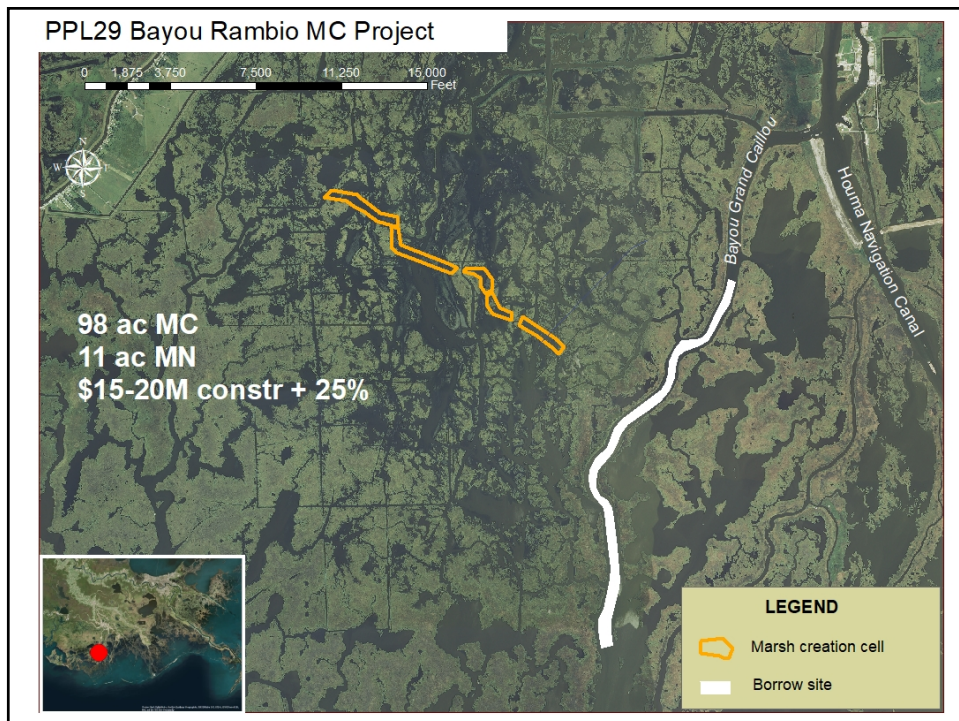 PPL29 Bayou Rambio MC Project
0 1,875 3,750 7,500 11,250 15,000
Feet
N
W
E
S
Bayou Grand Caillou
Houma Navigation Canal
98 ac MC
11 ac MN
$15-20M constr + 25%
LEGEND
Marsh creation cell
Borrow site